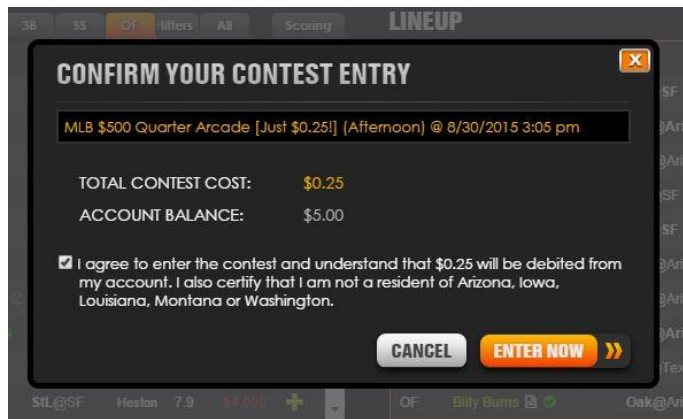 3B SS OF Hitters All Scoring LINEUP
CONFIRM YOUR CONTEST ENTRY X
MLB $500 Quarter Arcade [Just $0.25!] (Afternoon) @ 8/30/2015 3:05 pm
TOTAL CONTEST COST: $0.25
ACCOUNT BALANCE: $5.00
I agree to enter the contest and understand that $0.25 will be debited from
my account. I also certify that I am not a resident of Arizona, Iowa,
Louisiana, Montana or Washington.
CANCEL ENTER NOW
StL@SF Heston 7.9 OF Billy Burns Oak@Ari